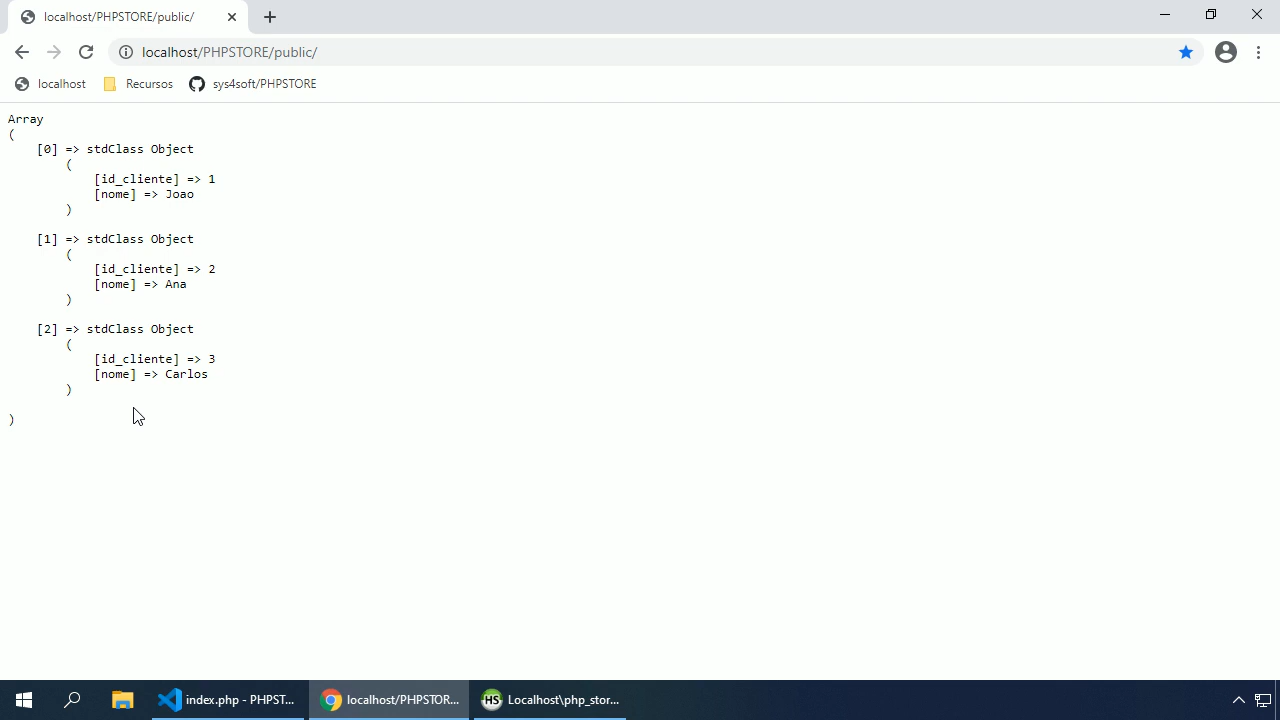 localhost/PHPSTORE/public/
localhost/PHPSTORE/public/
localhost Recursos sys4soft/PHPSTORE
Array
(
    [0] => stdClass Object
        (
            [id_cliente] => 1
            [nome] => Joao
        )
    [1] => stdClass Object
        (
            [id_cliente] => 2
            [nome] => Ana
        )
    [2] => stdClass Object
        (
            [id_cliente] => 3
            [nome] => Carlos
        )
)
index.php - PHPST... localhost/PHPSTOR... HS Localhost\php_stor...